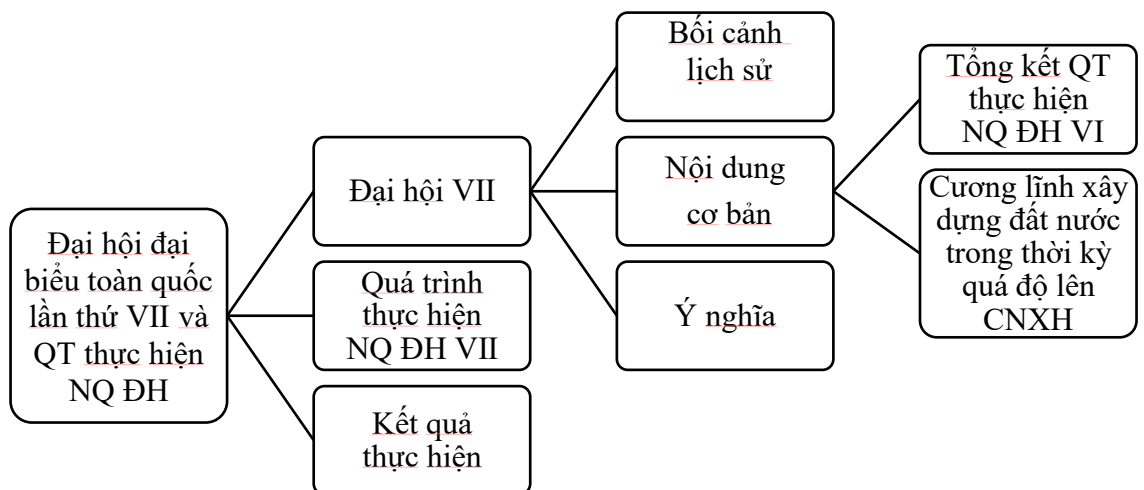 Đại hội đại
biểu toàn quốc
lần thứ VII và
QT thực hiện
NQ ĐH
Đại hội VII
Quá trình
thực hiện
NQ ĐH VII
Kết quả
thực hiện
Bối cảnh
lịch sử
Nội dung
cơ bản
Ý nghĩa
Tổng kết QT
thực hiện
NQ ĐH VI
Cương lĩnh xây
dựng đất nước
trong thời kỳ
quá độ lên
CNXH